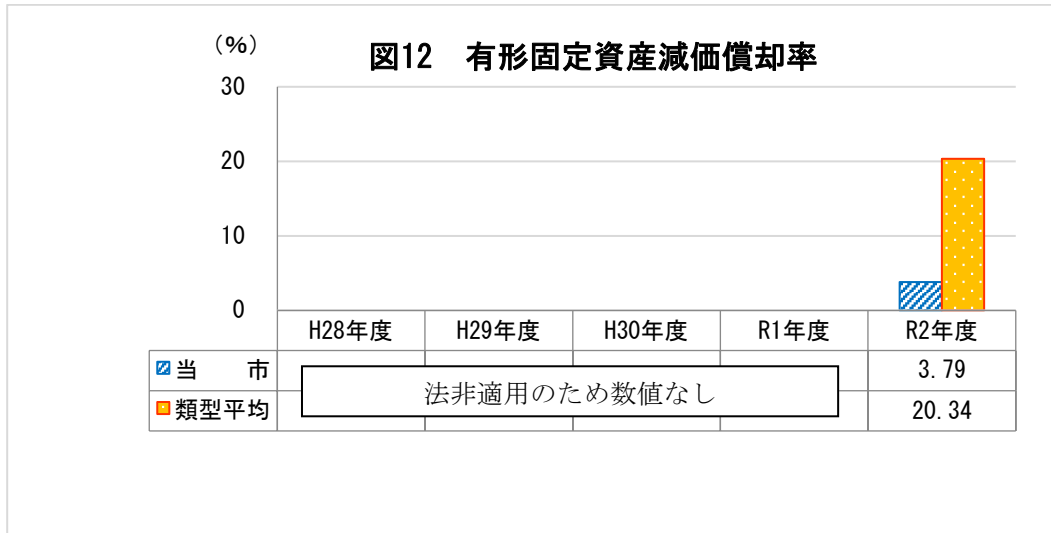 （％）
図12　有形固定資産減価償却率
30
20
10
0
H28年度 H29年度 H30年度 R1年度 R2年度
当　　市 3.79
法非適用のため数値なし
類型平均 20.34